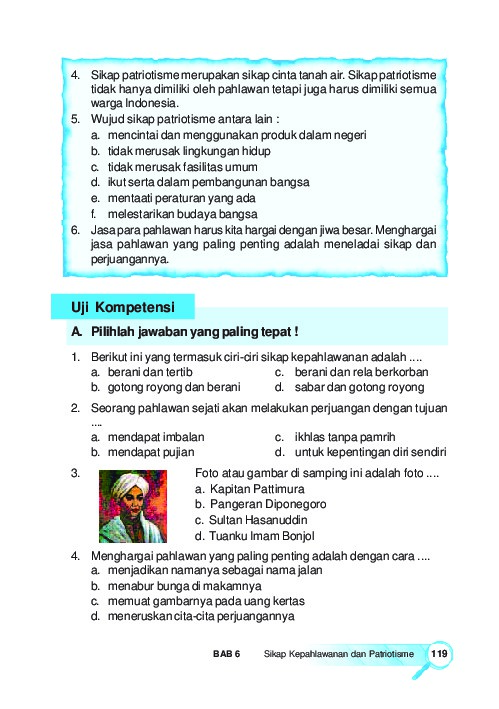 4. Sikap patriotisme merupakan sikap cinta tanah air. Sikap patriotisme
tidak hanya dimiliki oleh pahlawan tetapi juga harus dimiliki semua
warga Indonesia.
5. Wujud sikap patriotisme antara lain :
a. mencintai dan menggunakan produk dalam negeri
b. tidak merusak lingkungan hidup
c. tidak merusak fasilitas umum
d. ikut serta dalam pembangunan bangsa
e. mentaati peraturan yang ada
f. melestarikan budaya bangsa
6. Jasa para pahlawan harus kita hargai dengan jiwa besar. Menghargai
jasa pahlawan yang paling penting adalah meneladai sikap dan
perjuangannya.
Uji Kompetensi
A. Pilihlah jawaban yang paling tepat !
1. Berikut ini yang termasuk ciri-ciri sikap kepahlawanan adalah ....
a. berani dan tertib
b. gotong royong dan berani
c. berani dan rela berkorban
d. sabar dan gotong royong
2. Seorang pahlawan sejati akan melakukan perjuangan dengan tujuan
....
a. mendapat imbalan
b. mendapat pujian
c. ikhlas tanpa pamrih
d. untuk kepentingan diri sendiri
3. Foto atau gambar di samping ini adalah foto ....
a. Kapitan Pattimura
b. Pangeran Diponegoro
c. Sultan Hasanuddin
d. Tuanku Imam Bonjol
4. Menghargai pahlawan yang paling penting adalah dengan cara ....
a. menjadikan namanya sebagai nama jalan
b. menabur bunga di makamnya
c. memuat gambarnya pada uang kertas
d. meneruskan cita-cita perjuangannya
BAB 6 Sikap Kepahlawanan dan Patriotisme 119